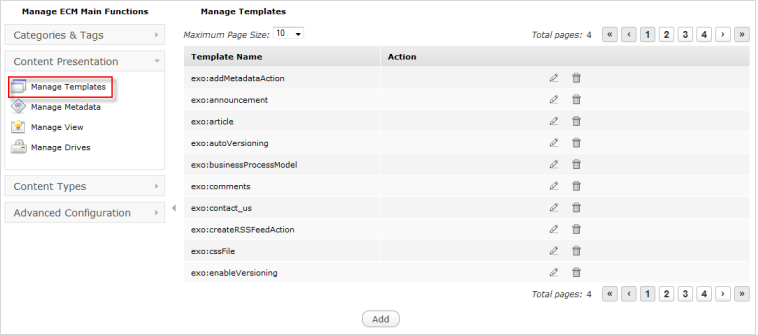 Manage ECM Main Functions
Categories & Tags
Content Presentation
Manage Templates
Manage Metadata
Manage View
Manage Drives
Content Types
Advanced Configuration
Manage Templates
Maximum Page Size: 10 Total pages: 4 « ‹ 1 2 3 4 › »
Template Name Action
exo:addMetadataAction
exo:announcement
exo:article
exo:autoVersioning
exo:businessProcessModel
exo:comments
exo:contact_us
exo:createRSSFeedAction
exo:cssFile
exo:enableVersioning
Total pages: 4 « ‹ 1 2 3 4 › »
Add